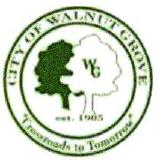 CITY OF WALNUT GROVE
WG
est. 1905
"Crossroads to Tomorrow"